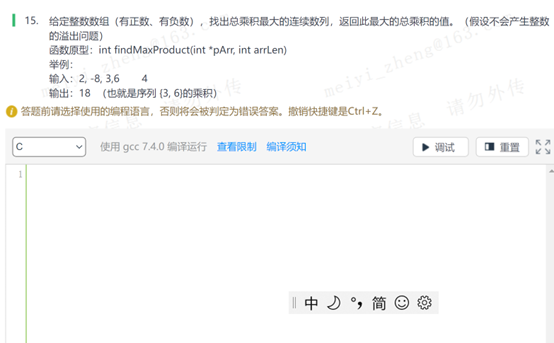 15. 给定整数数组（有正数、有负数），找出总乘积最大的连续数列，返回此最大的总乘积的值。（假设不会产生整数的溢出问题）
函数原型：int findMaxProduct(int *pArr, int arrLen)
举例：
输入：2, -8, 3,6 4
输出：18 （也就是序列 {3, 6}的乘积）
答题前请选择使用的编程语言，否则将会被判定为错误答案。撤销快捷键是Ctrl+Z。
C 使用 gcc 7.4.0 编译运行 查看限制 编译须知 调试 重置
1
中 简
meiyi_zheng@163.
meiyi_zheng@163.
信息 请勿外传